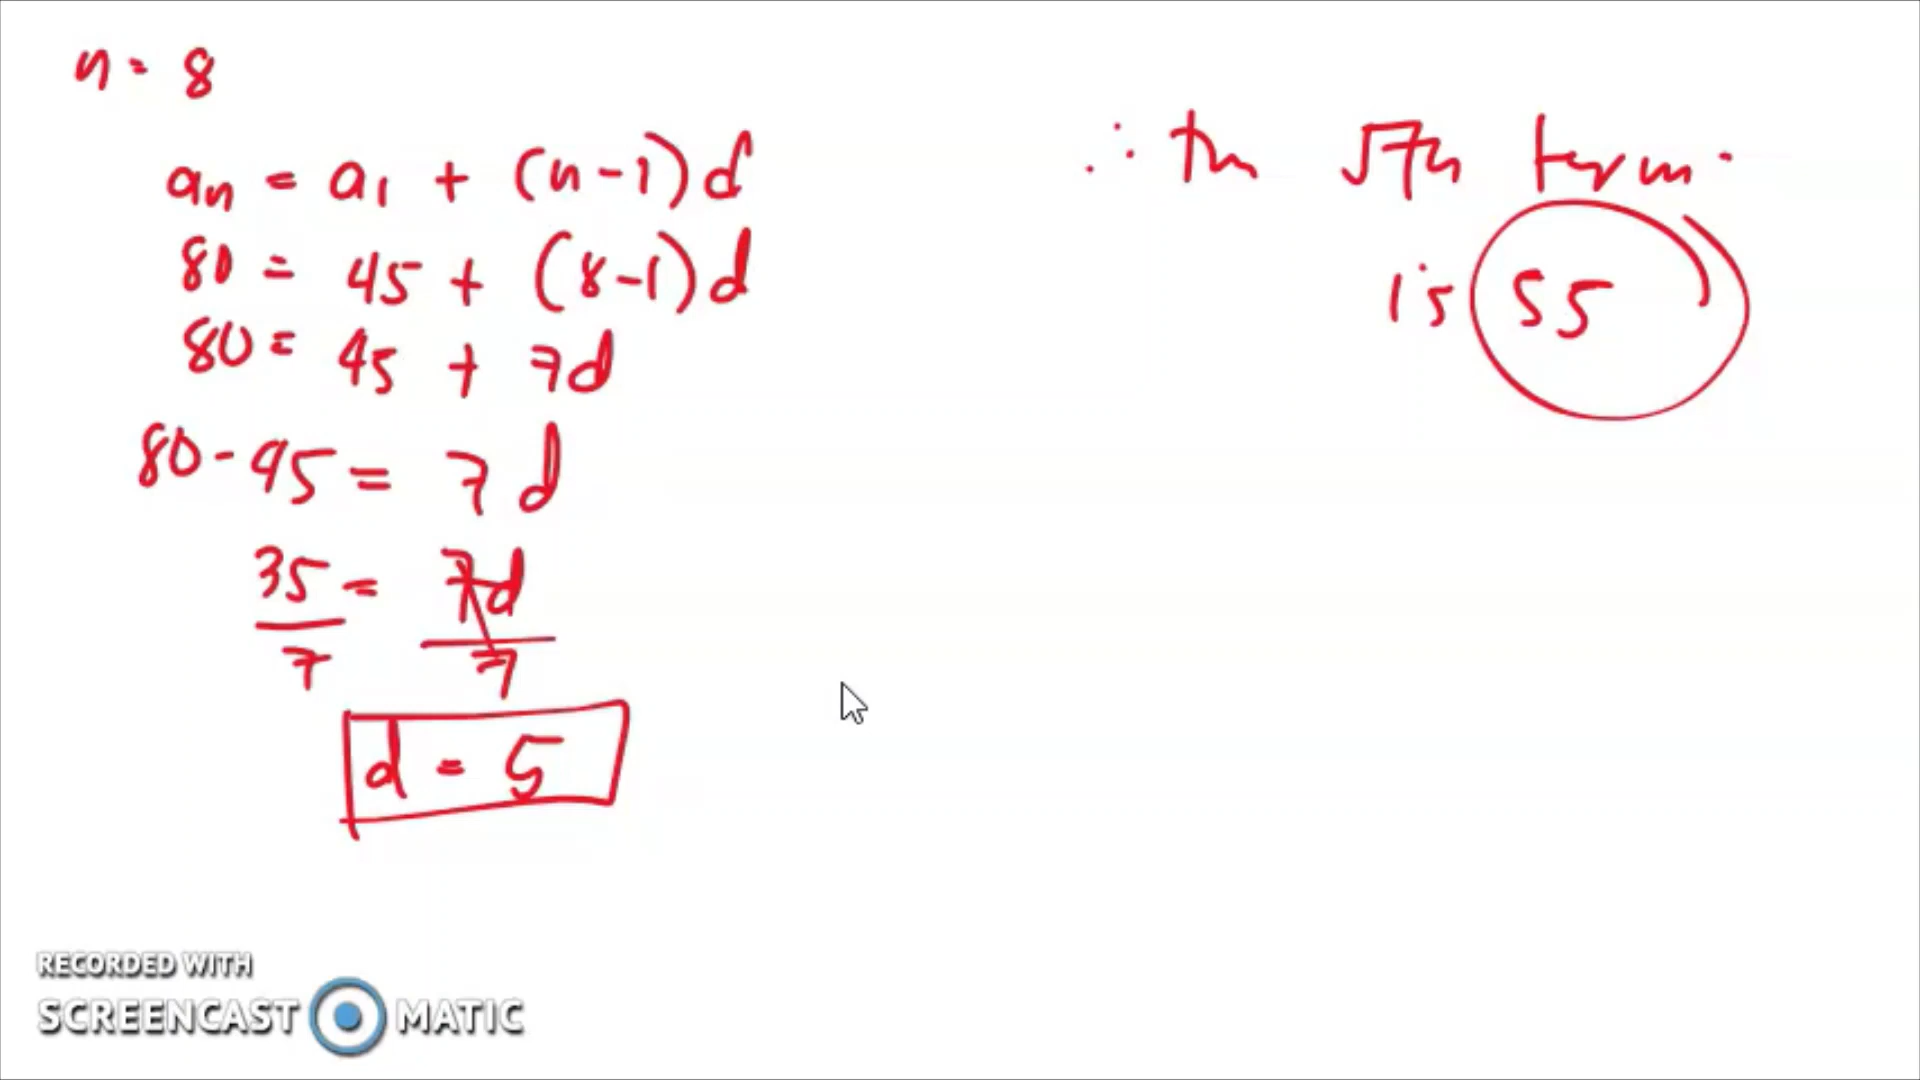 n = 8
an = a1 + (n-1)d
80 = 45 + (8-1)d
80 = 45 + 7d
80 - 45 = 7d
35 = 7d
7 7
d = 5
∴ th 5th term
is 55
RECORDED WITH
SCREENCAST MATIC